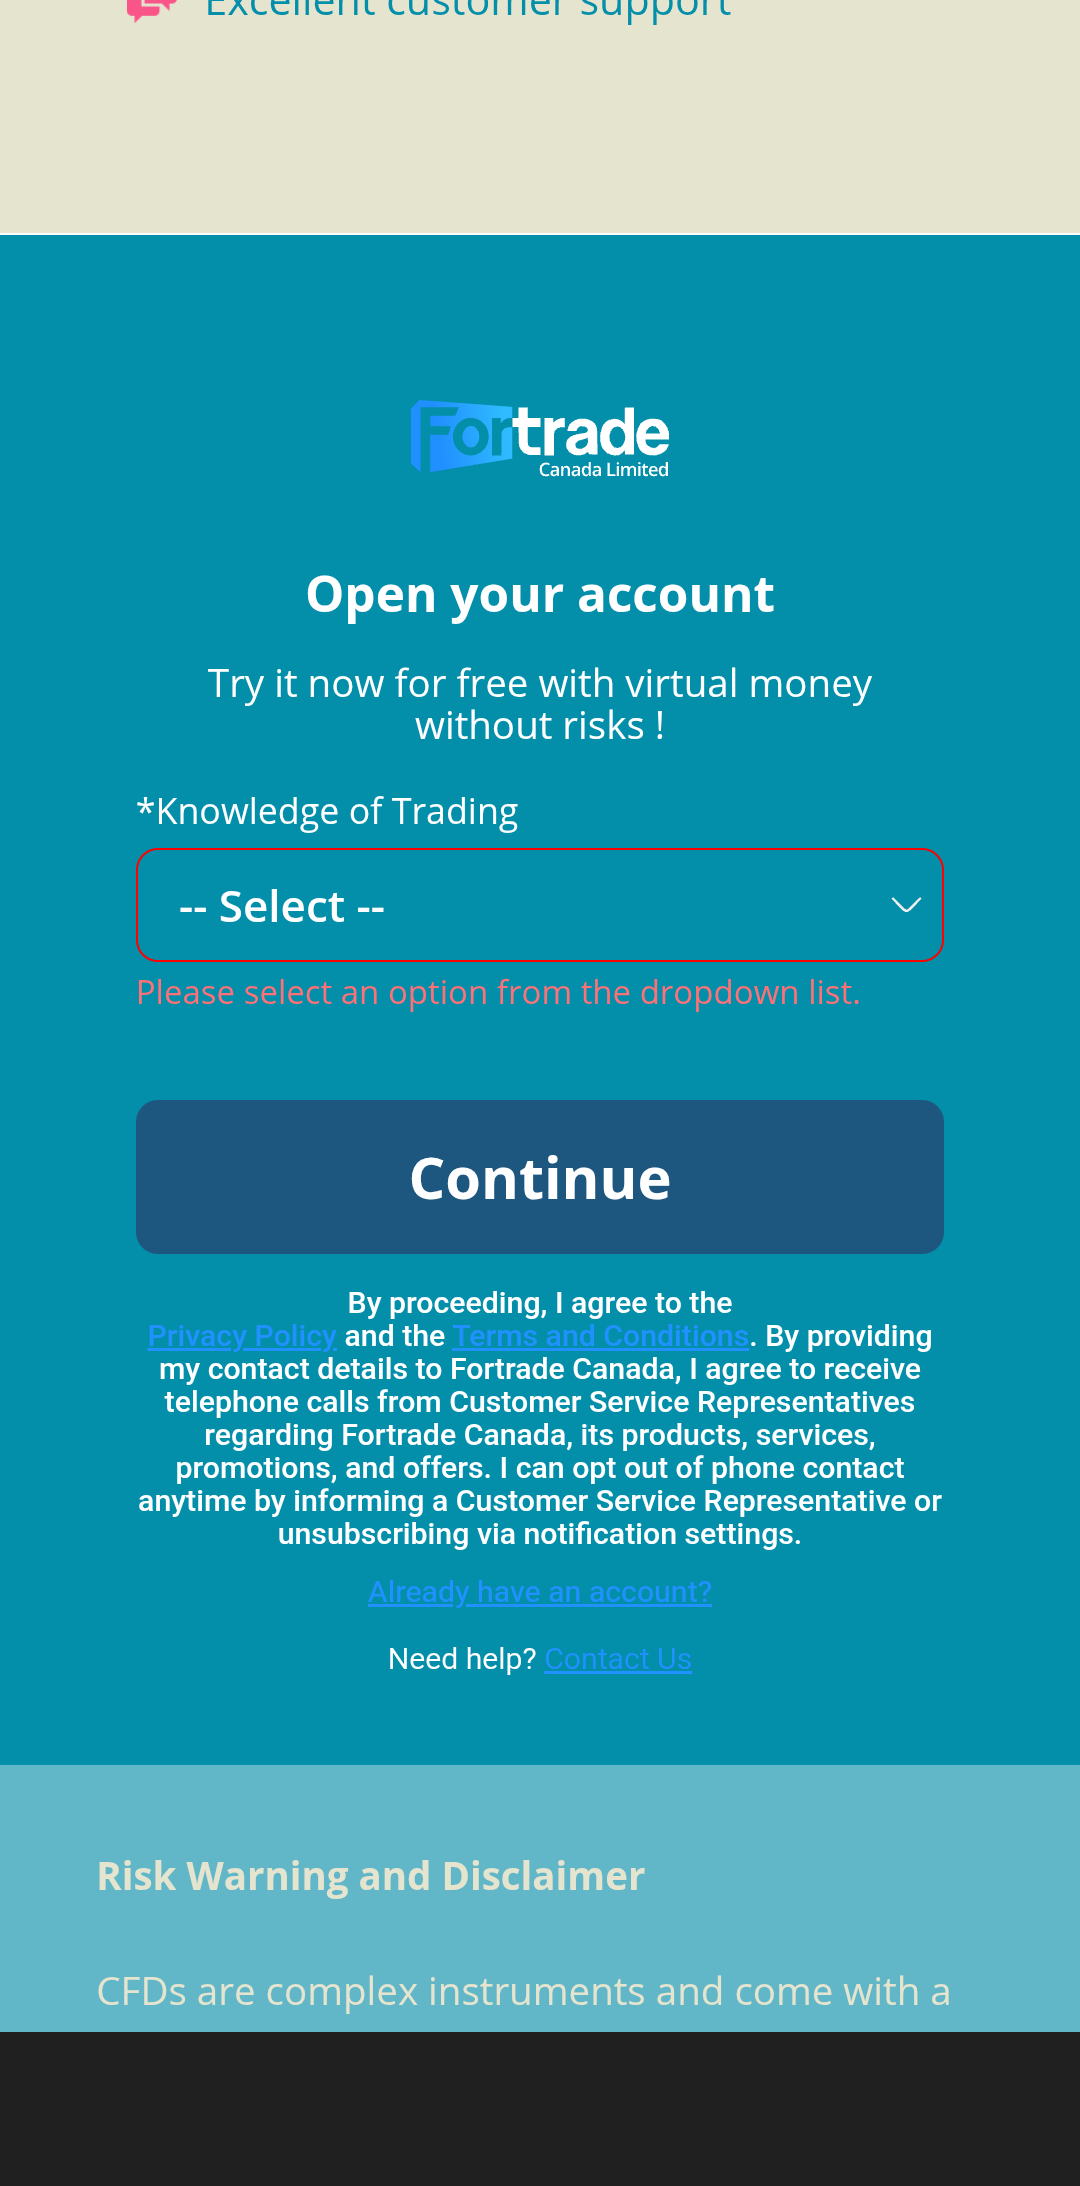 Excellent customer support
Fortrade
Canada Limited
Open your account
Try it now for free with virtual money
without risks !
*Knowledge of Trading
-- Select --
Please select an option from the dropdown list.
Continue
By proceeding, I agree to the
Privacy Policy and the Terms and Conditions. By providing
my contact details to Fortrade Canada, I agree to receive
telephone calls from Customer Service Representatives
regarding Fortrade Canada, its products, services,
promotions, and offers. I can opt out of phone contact
anytime by informing a Customer Service Representative or
unsubscribing via notification settings.
Already have an account?
Need help? Contact Us
Risk Warning and Disclaimer
CFDs are complex instruments and come with a